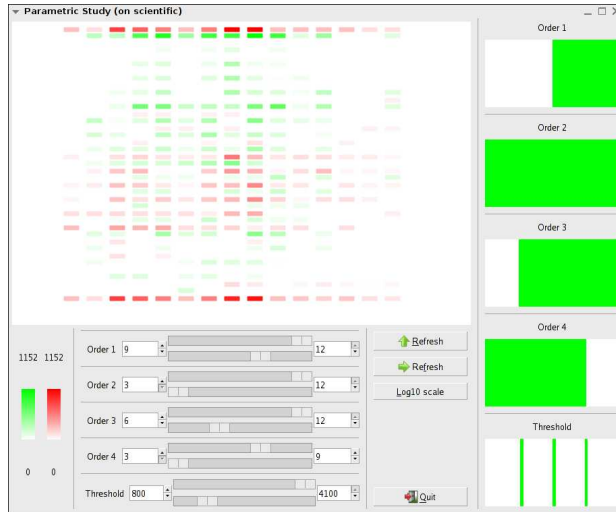 Parametric Study (on scientific)
Order 1
Order 2
Order 3
Order 4
Threshold
1152 1152
0 0
Order 1 9 12
Order 2 3 12
Order 3 6 12
Order 4 3 9
Threshold 800 4100
Refresh
Refresh
Log10 scale
Quit